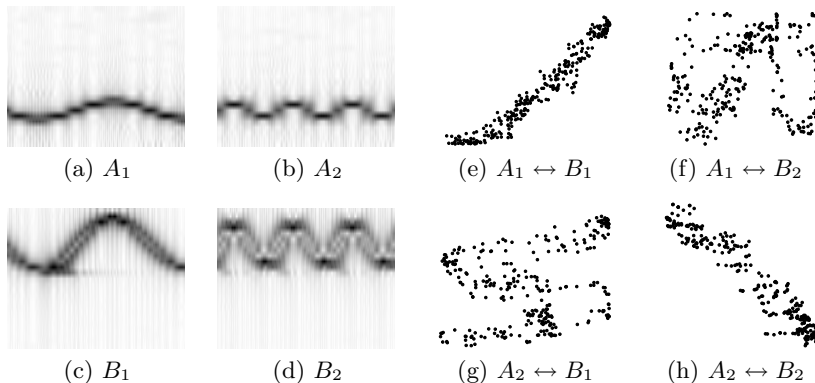 (a) A₁
(b) A₂
(e) A₁ ↔ B₁
(f) A₁ ↔ B₂
(c) B₁
(d) B₂
(g) A₂ ↔ B₁
(h) A₂ ↔ B₂